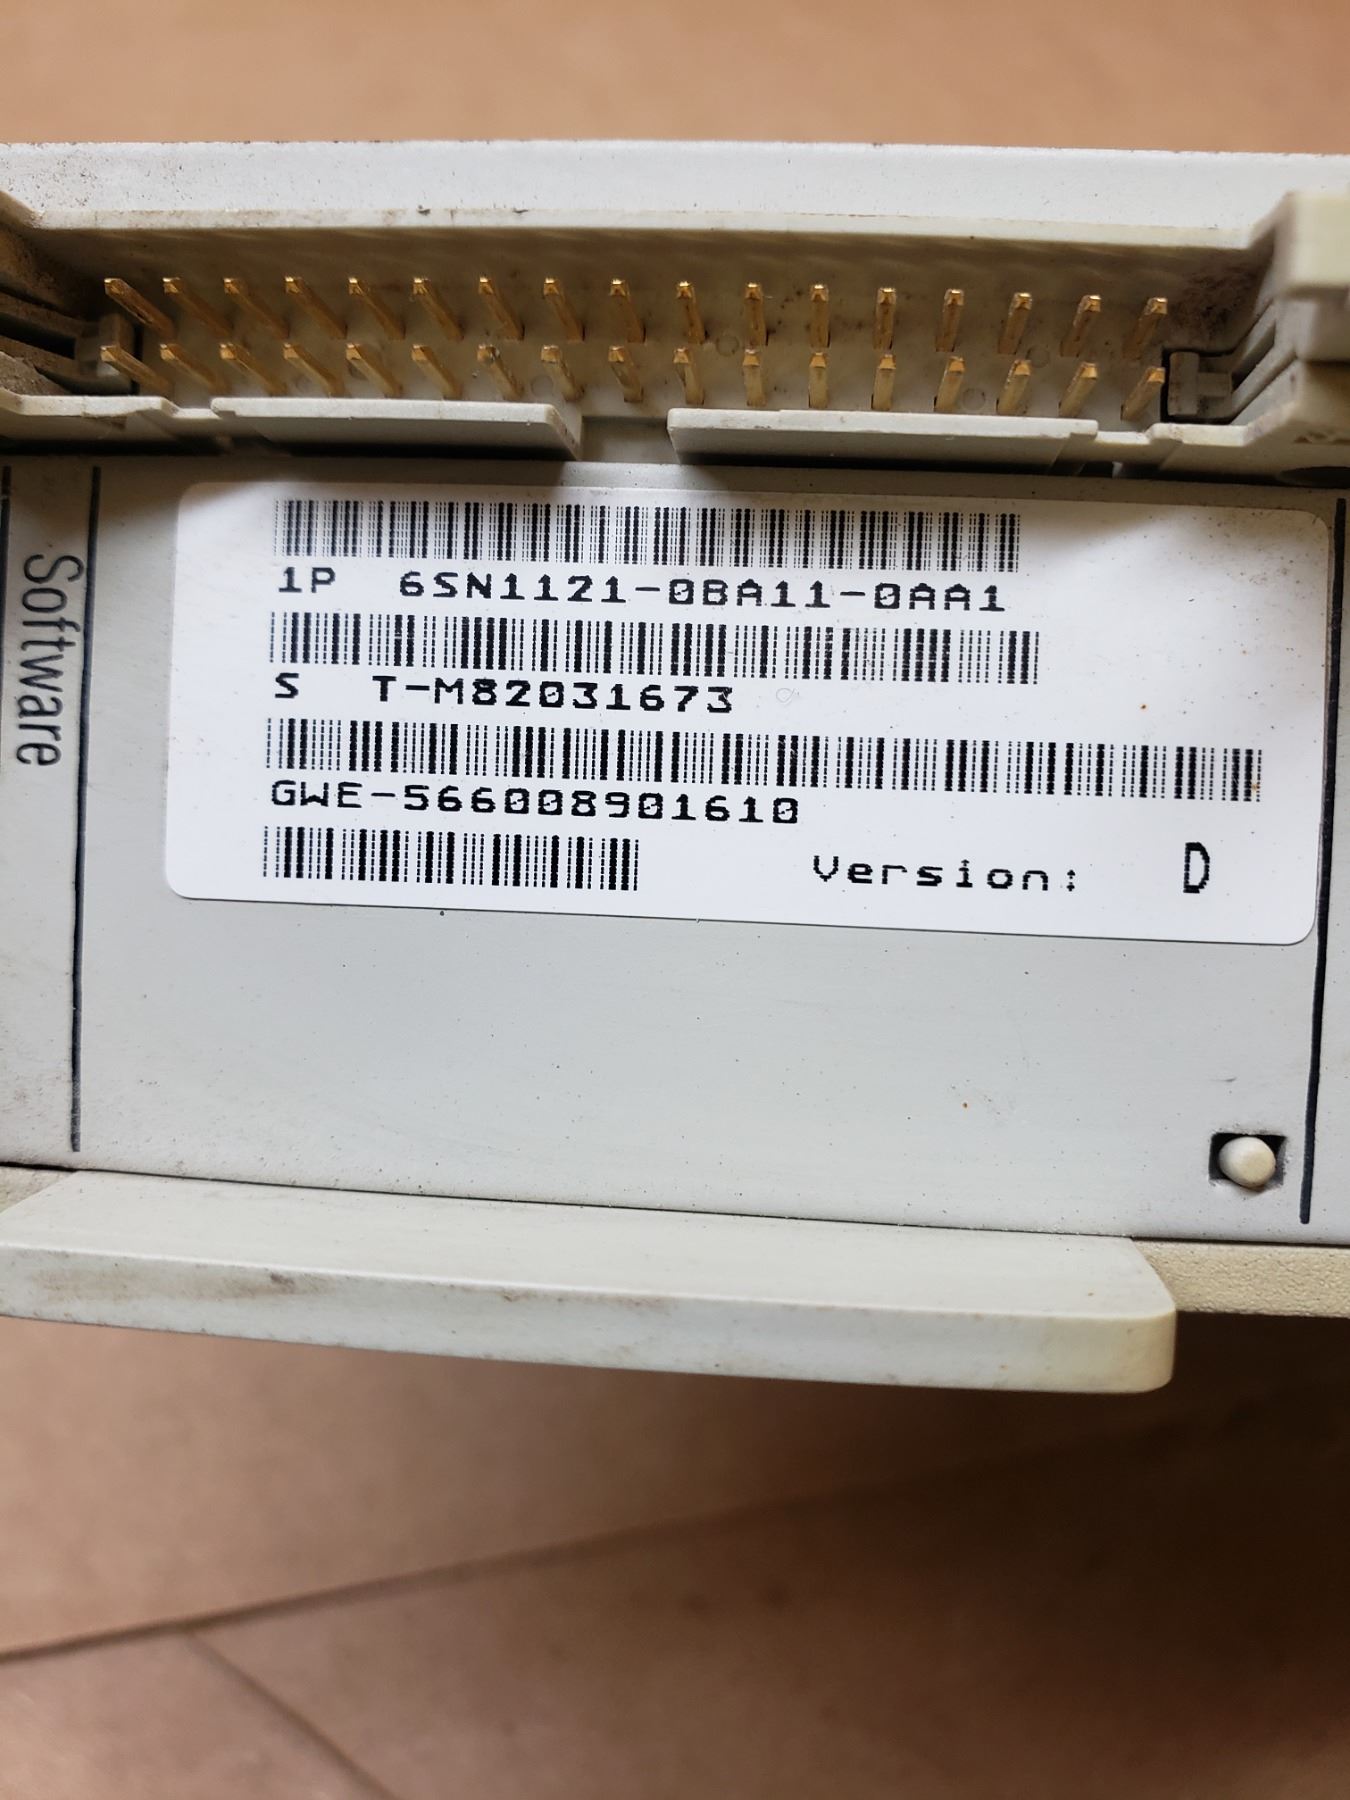 Software
1P 6SN1121-0BA11-0AA1
S T-M82031673
GWE-566008901610
Version: D